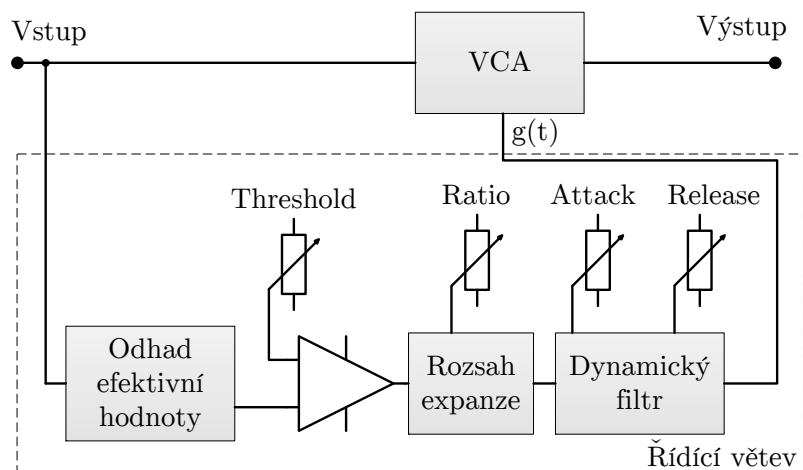 Vstup
VCA
Výstup
g(t)
Threshold
Ratio
Attack
Release
Odhad
efektivní
hodnoty
Rozsah
expanze
Dynamický
filtr
Řídící větev